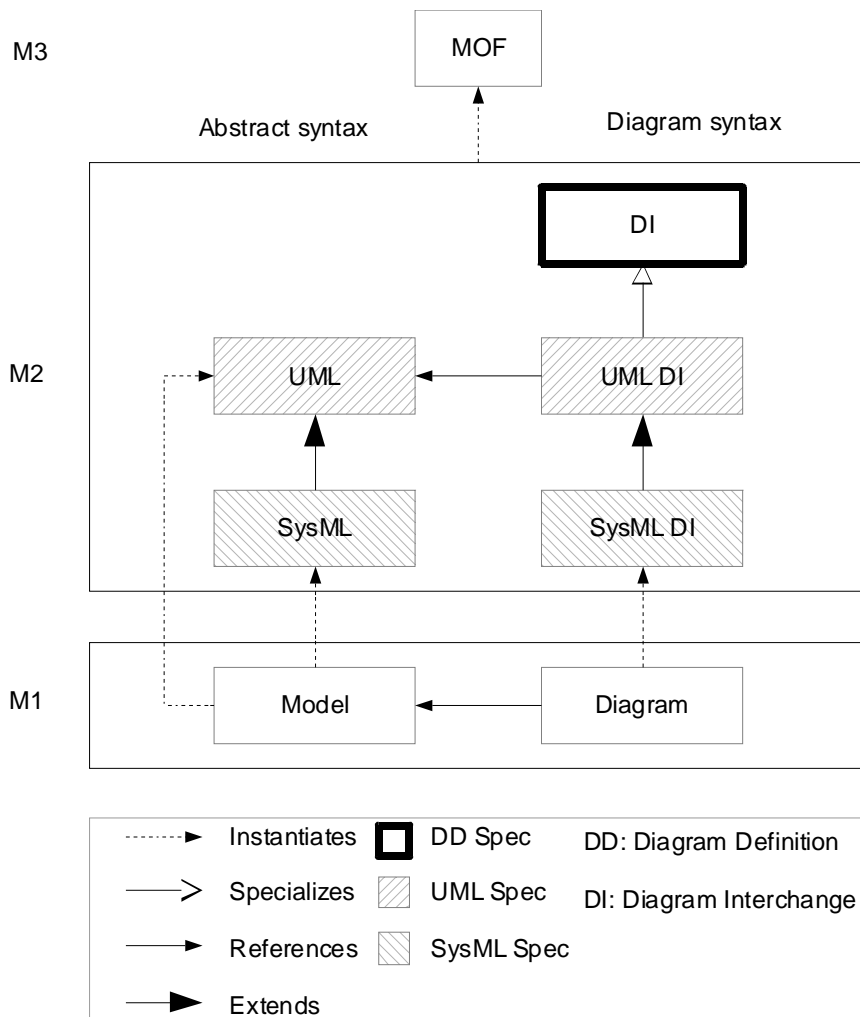 M3
MOF
Abstract syntax
Diagram syntax
DI
M2
UML
UML DI
SysML
SysML DI
M1
Model
Diagram
Instantiates
DD Spec
DD: Diagram Definition
Specializes
UML Spec
DI: Diagram Interchange
References
SysML Spec
Extends